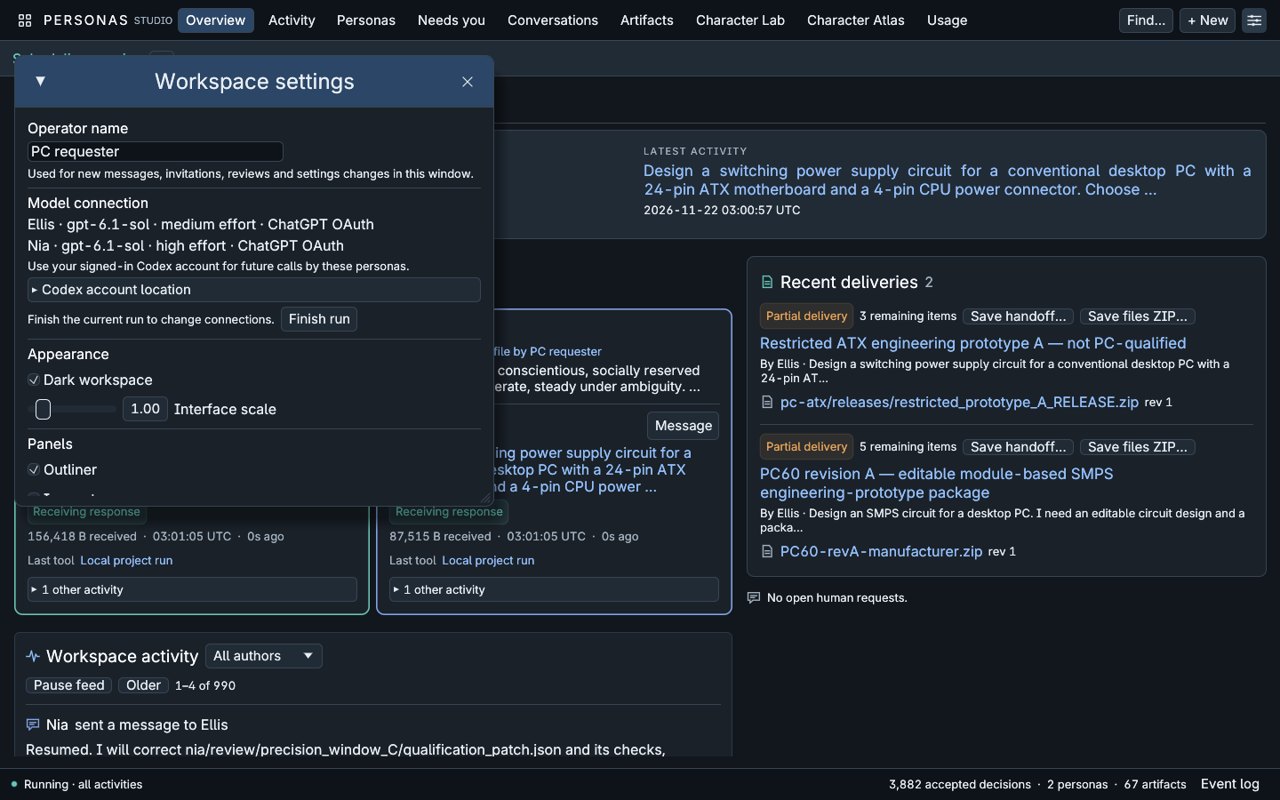 PERSONAS STUDIO Overview Activity Personas Needs you Conversations Artifacts Character Lab Character Atlas Usage Find... + New
Workspace settings
Operator name
PC requester
Used for new messages, invitations, reviews and settings changes in this window.
Model connection
Ellis · gpt-6.1-sol · medium effort · ChatGPT OAuth
Nia · gpt-6.1-sol · high effort · ChatGPT OAuth
Use your signed-in Codex account for future calls by these personas.
Codex account location
Finish the current run to change connections. Finish run
Appearance
Dark workspace
1.00 Interface scale
Panels
Outliner
LATEST ACTIVITY
Design a switching power supply circuit for a conventional desktop PC with a
24-pin ATX motherboard and a 4-pin CPU power connector. Choose ...
2026-11-22 03:00:57 UTC
file by PC requester
conscientious, socially reserved
erate, steady under ambiguity. ...
Message
ing power supply circuit for a
esktop PC with a 24-pin ATX
nd a 4-pin CPU power ...
Receiving response
156,418 B received · 03:01:05 UTC · 0s ago
Last tool Local project run
1 other activity
Receiving response
87,515 B received · 03:01:05 UTC · 0s ago
Last tool Local project run
1 other activity
Recent deliveries 2
Partial delivery 3 remaining items Save handoff... Save files ZIP...
Restricted ATX engineering prototype A — not PC-qualified
By Ellis · Design a switching power supply circuit for a conventional desktop PC with a
24-pin AT...
pc-atx/releases/restricted_prototype_A_RELEASE.zip rev 1
Partial delivery 5 remaining items Save handoff... Save files ZIP...
PC60 revision A — editable module-based SMPS
engineering-prototype package
By Ellis · Design an SMPS circuit for a desktop PC. I need an editable circuit design and a
packa...
PC60-revA-manufacturer.zip rev 1
No open human requests.
Workspace activity All authors
Pause feed Older 1–4 of 990
Nia sent a message to Ellis
Resumed. I will correct nia/review/precision_window_C/qualification_patch.json and its checks,
Running · all activities
3,882 accepted decisions · 2 personas · 67 artifacts Event log